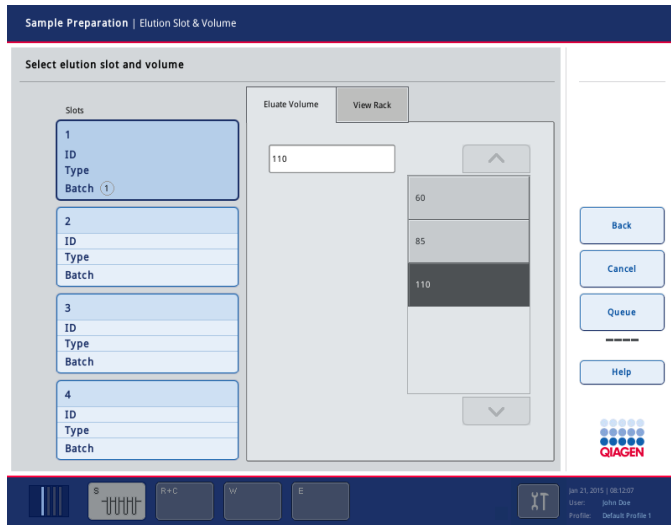 Sample Preparation | Elution Slot & Volume
Select elution slot and volume
Slots
1
ID
Type
Batch 1
2
ID
Type
Batch
3
ID
Type
Batch
4
ID
Type
Batch
Eluate Volume
View Rack
110
60
85
110
Back
Cancel
Queue
Help
QIAGEN
S
R+C
W
E
Jan 21, 2015 | 08:12:07
User: John Doe
Profile: Default Profile 1